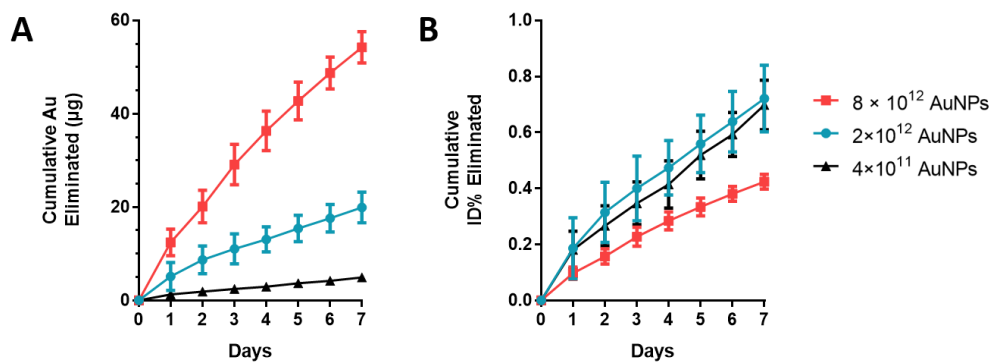 A
Cumulative Au
Eliminated (µg)
60
40
20
0
0 1 2 3 4 5 6 7
Days
B
Cumulative
ID% Eliminated
1.0
0.8
0.6
0.4
0.2
0.0
0 1 2 3 4 5 6 7
Days
8 × 10¹² AuNPs
2×10¹² AuNPs
4×10¹¹ AuNPs